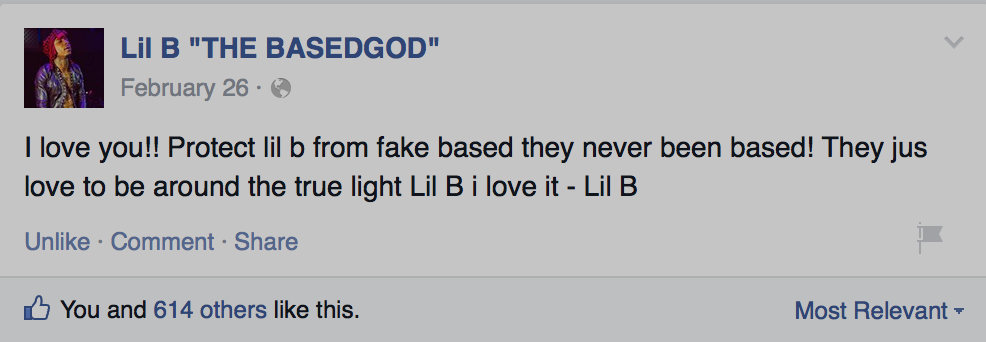 Lil B "THE BASEDGOD"
February 26 ·
I love you!! Protect lil b from fake based they never been based! They jus
love to be around the true light Lil B i love it - Lil B
Unlike · Comment · Share
You and 614 others like this.
Most Relevant